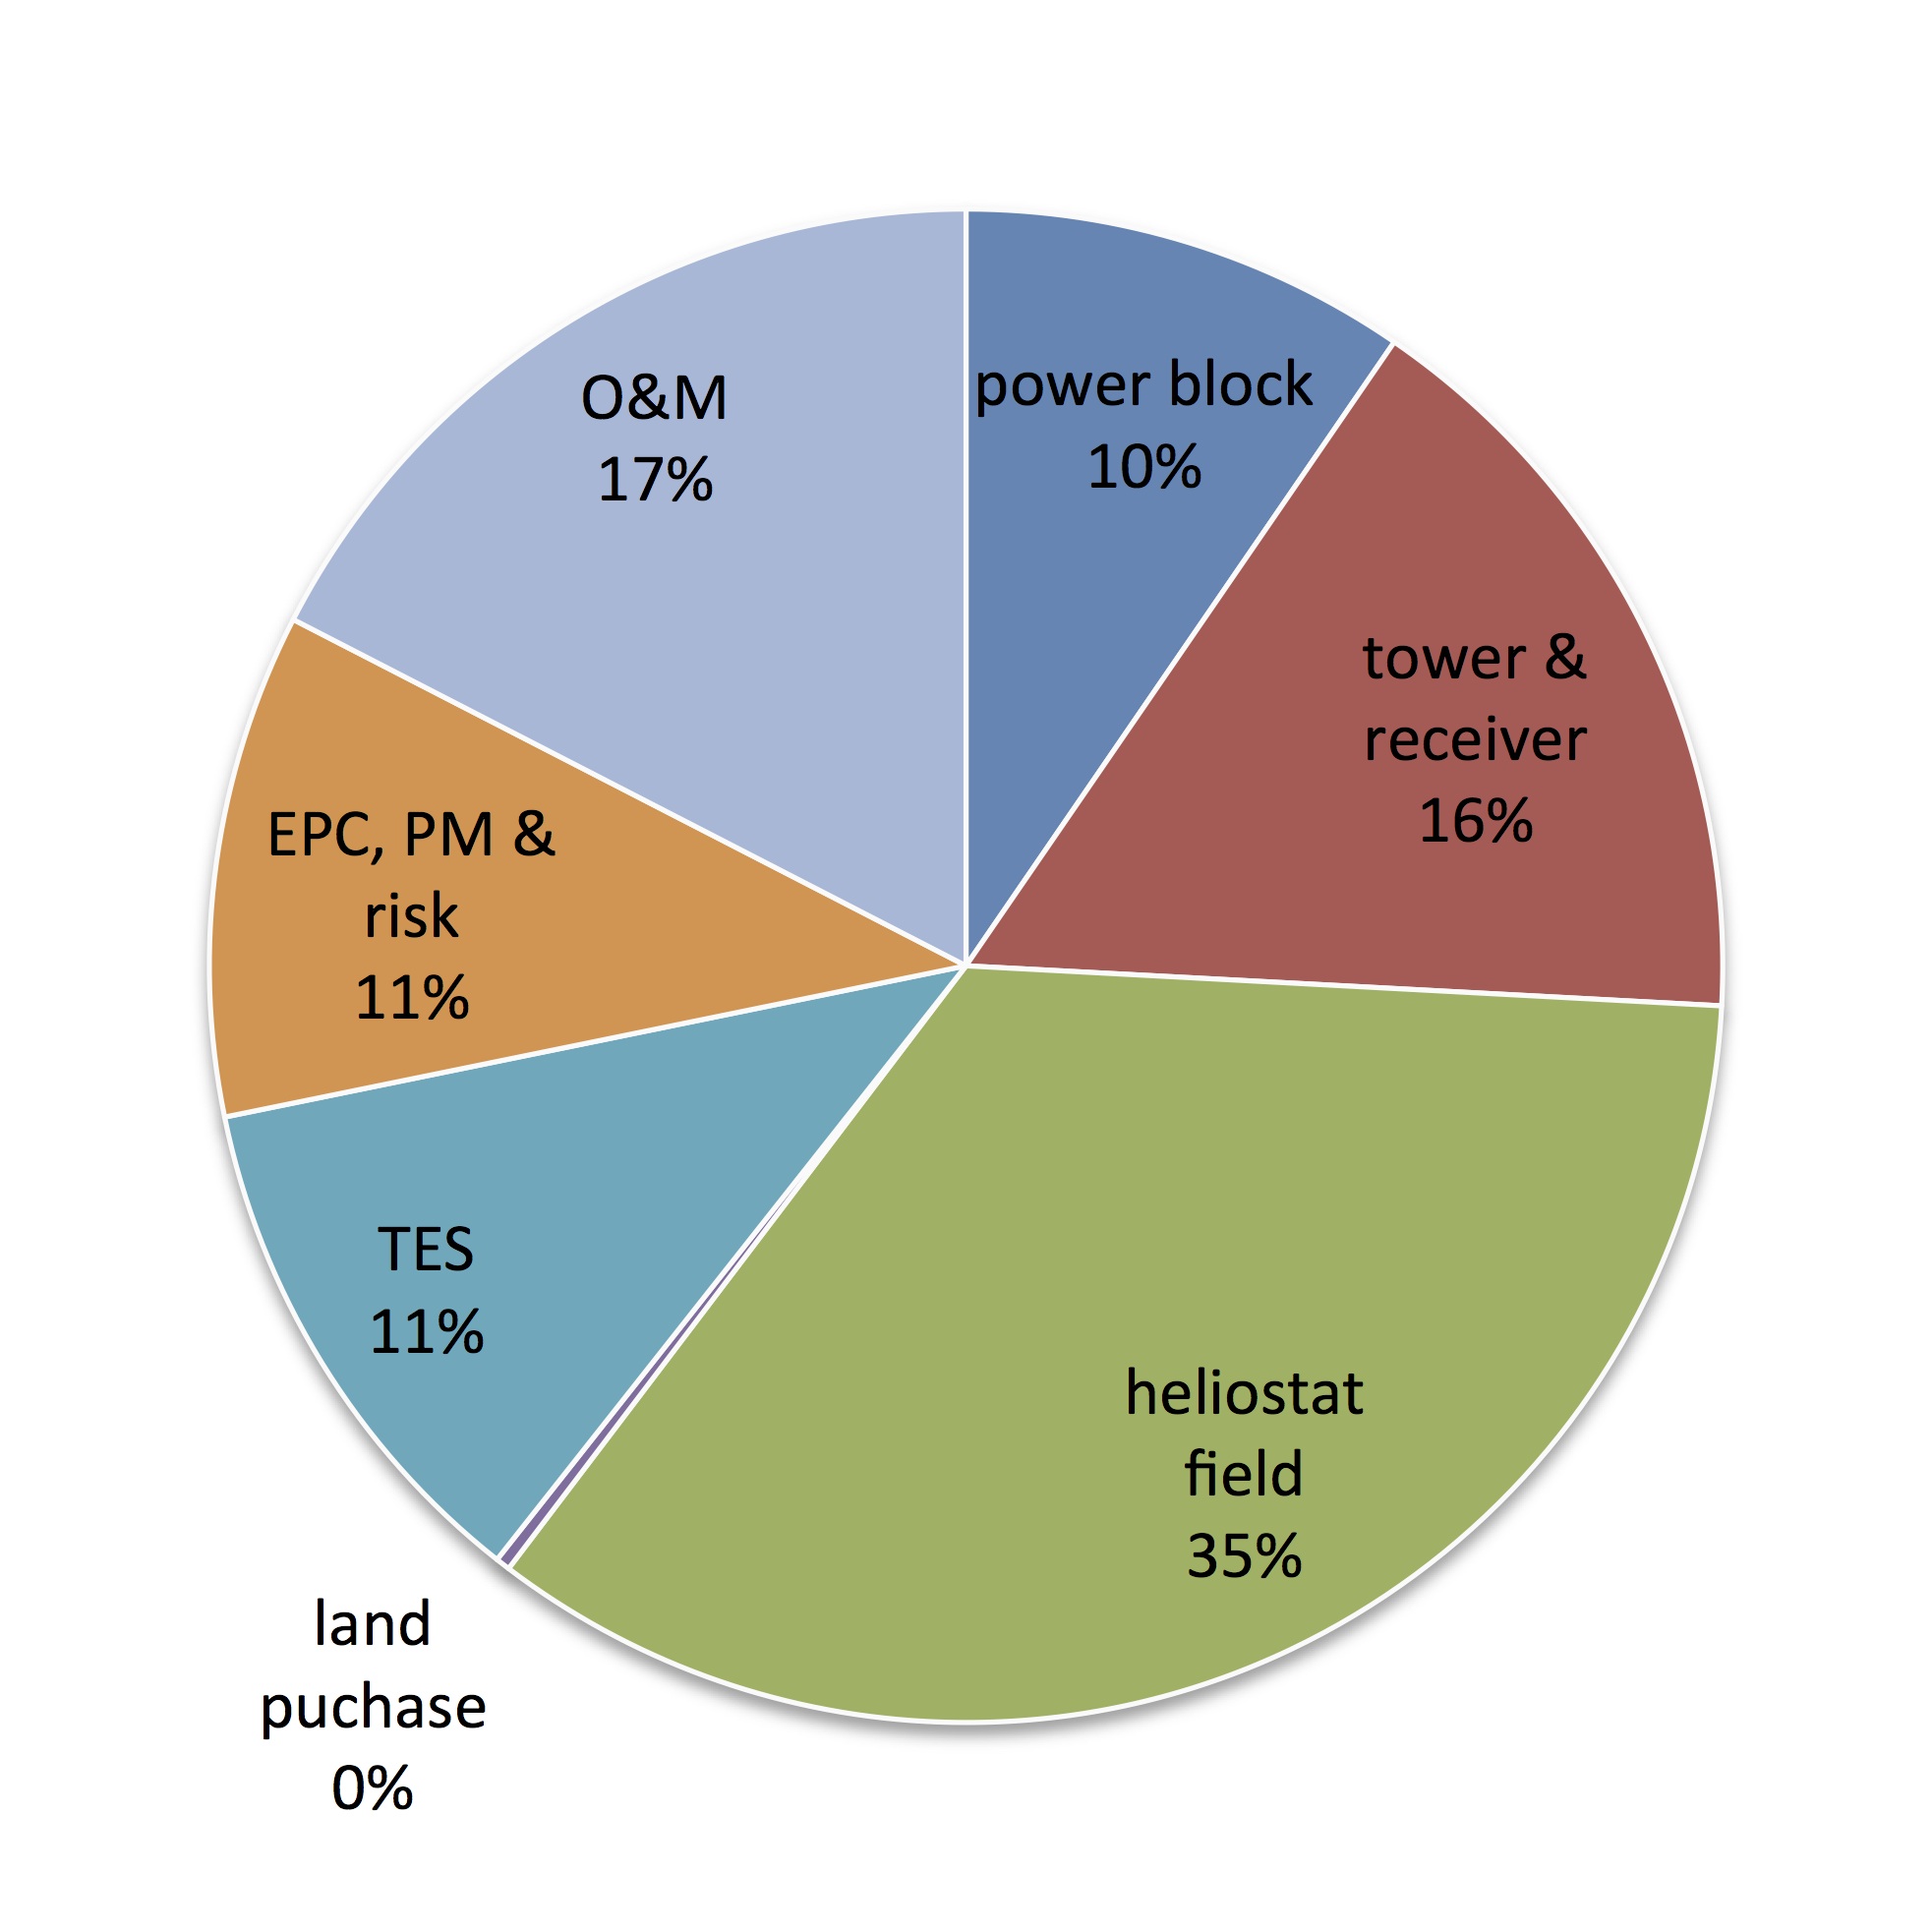 power block
10%
tower &
receiver
16%
heliostat
field
35%
land
puchase
0%
TES
11%
EPC, PM &
risk
11%
O&M
17%